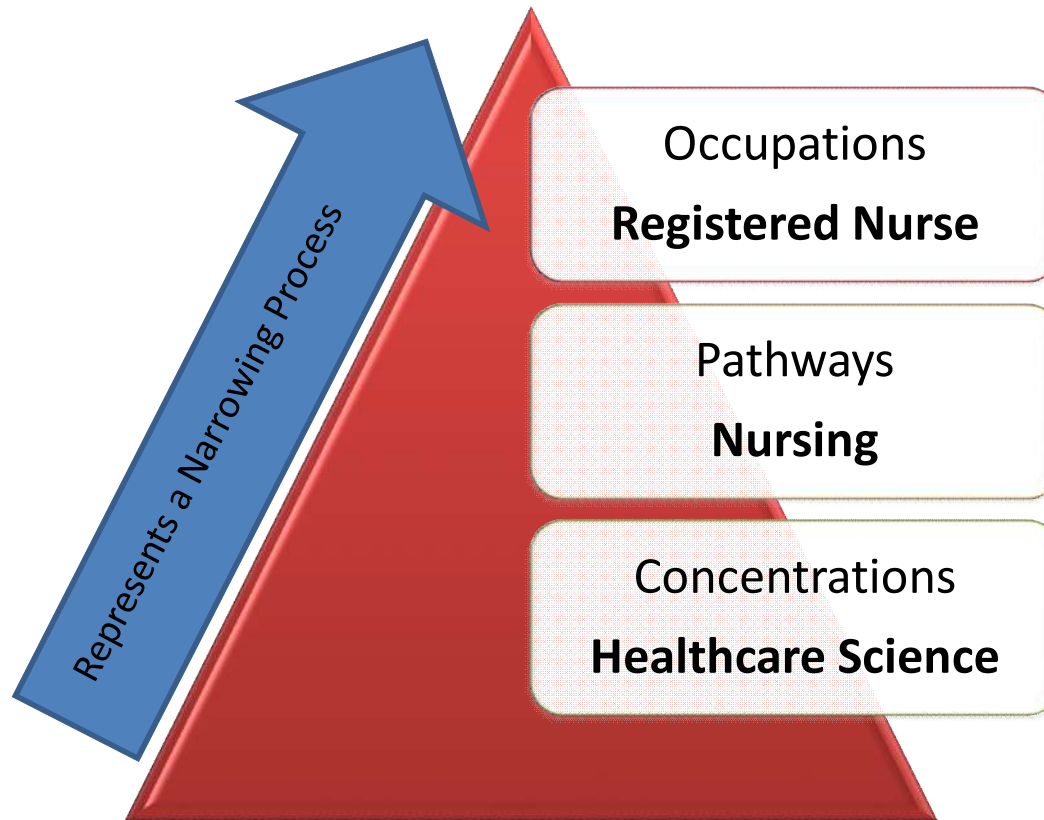 Represents a Narrowing Process
Occupations
Registered Nurse
Pathways
Nursing
Concentrations
Healthcare Science